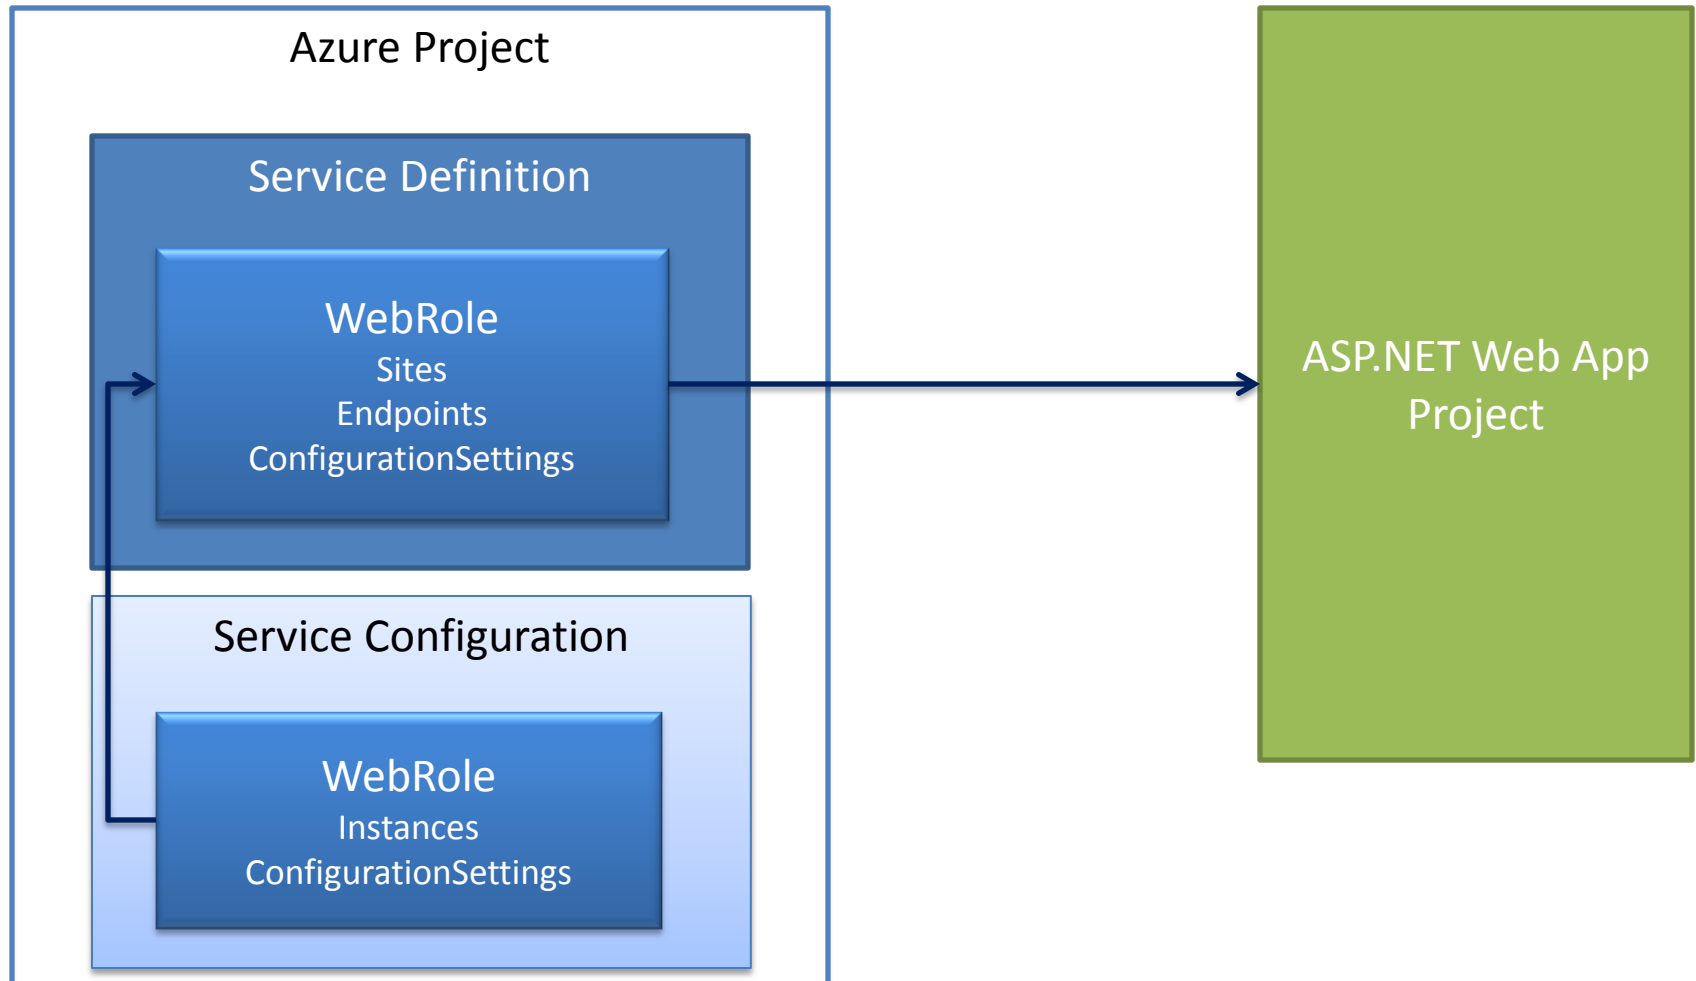 Azure Project
Service Definition
WebRole
Sites
Endpoints
ConfigurationSettings
Service Configuration
WebRole
Instances
ConfigurationSettings
ASP.NET Web App
Project